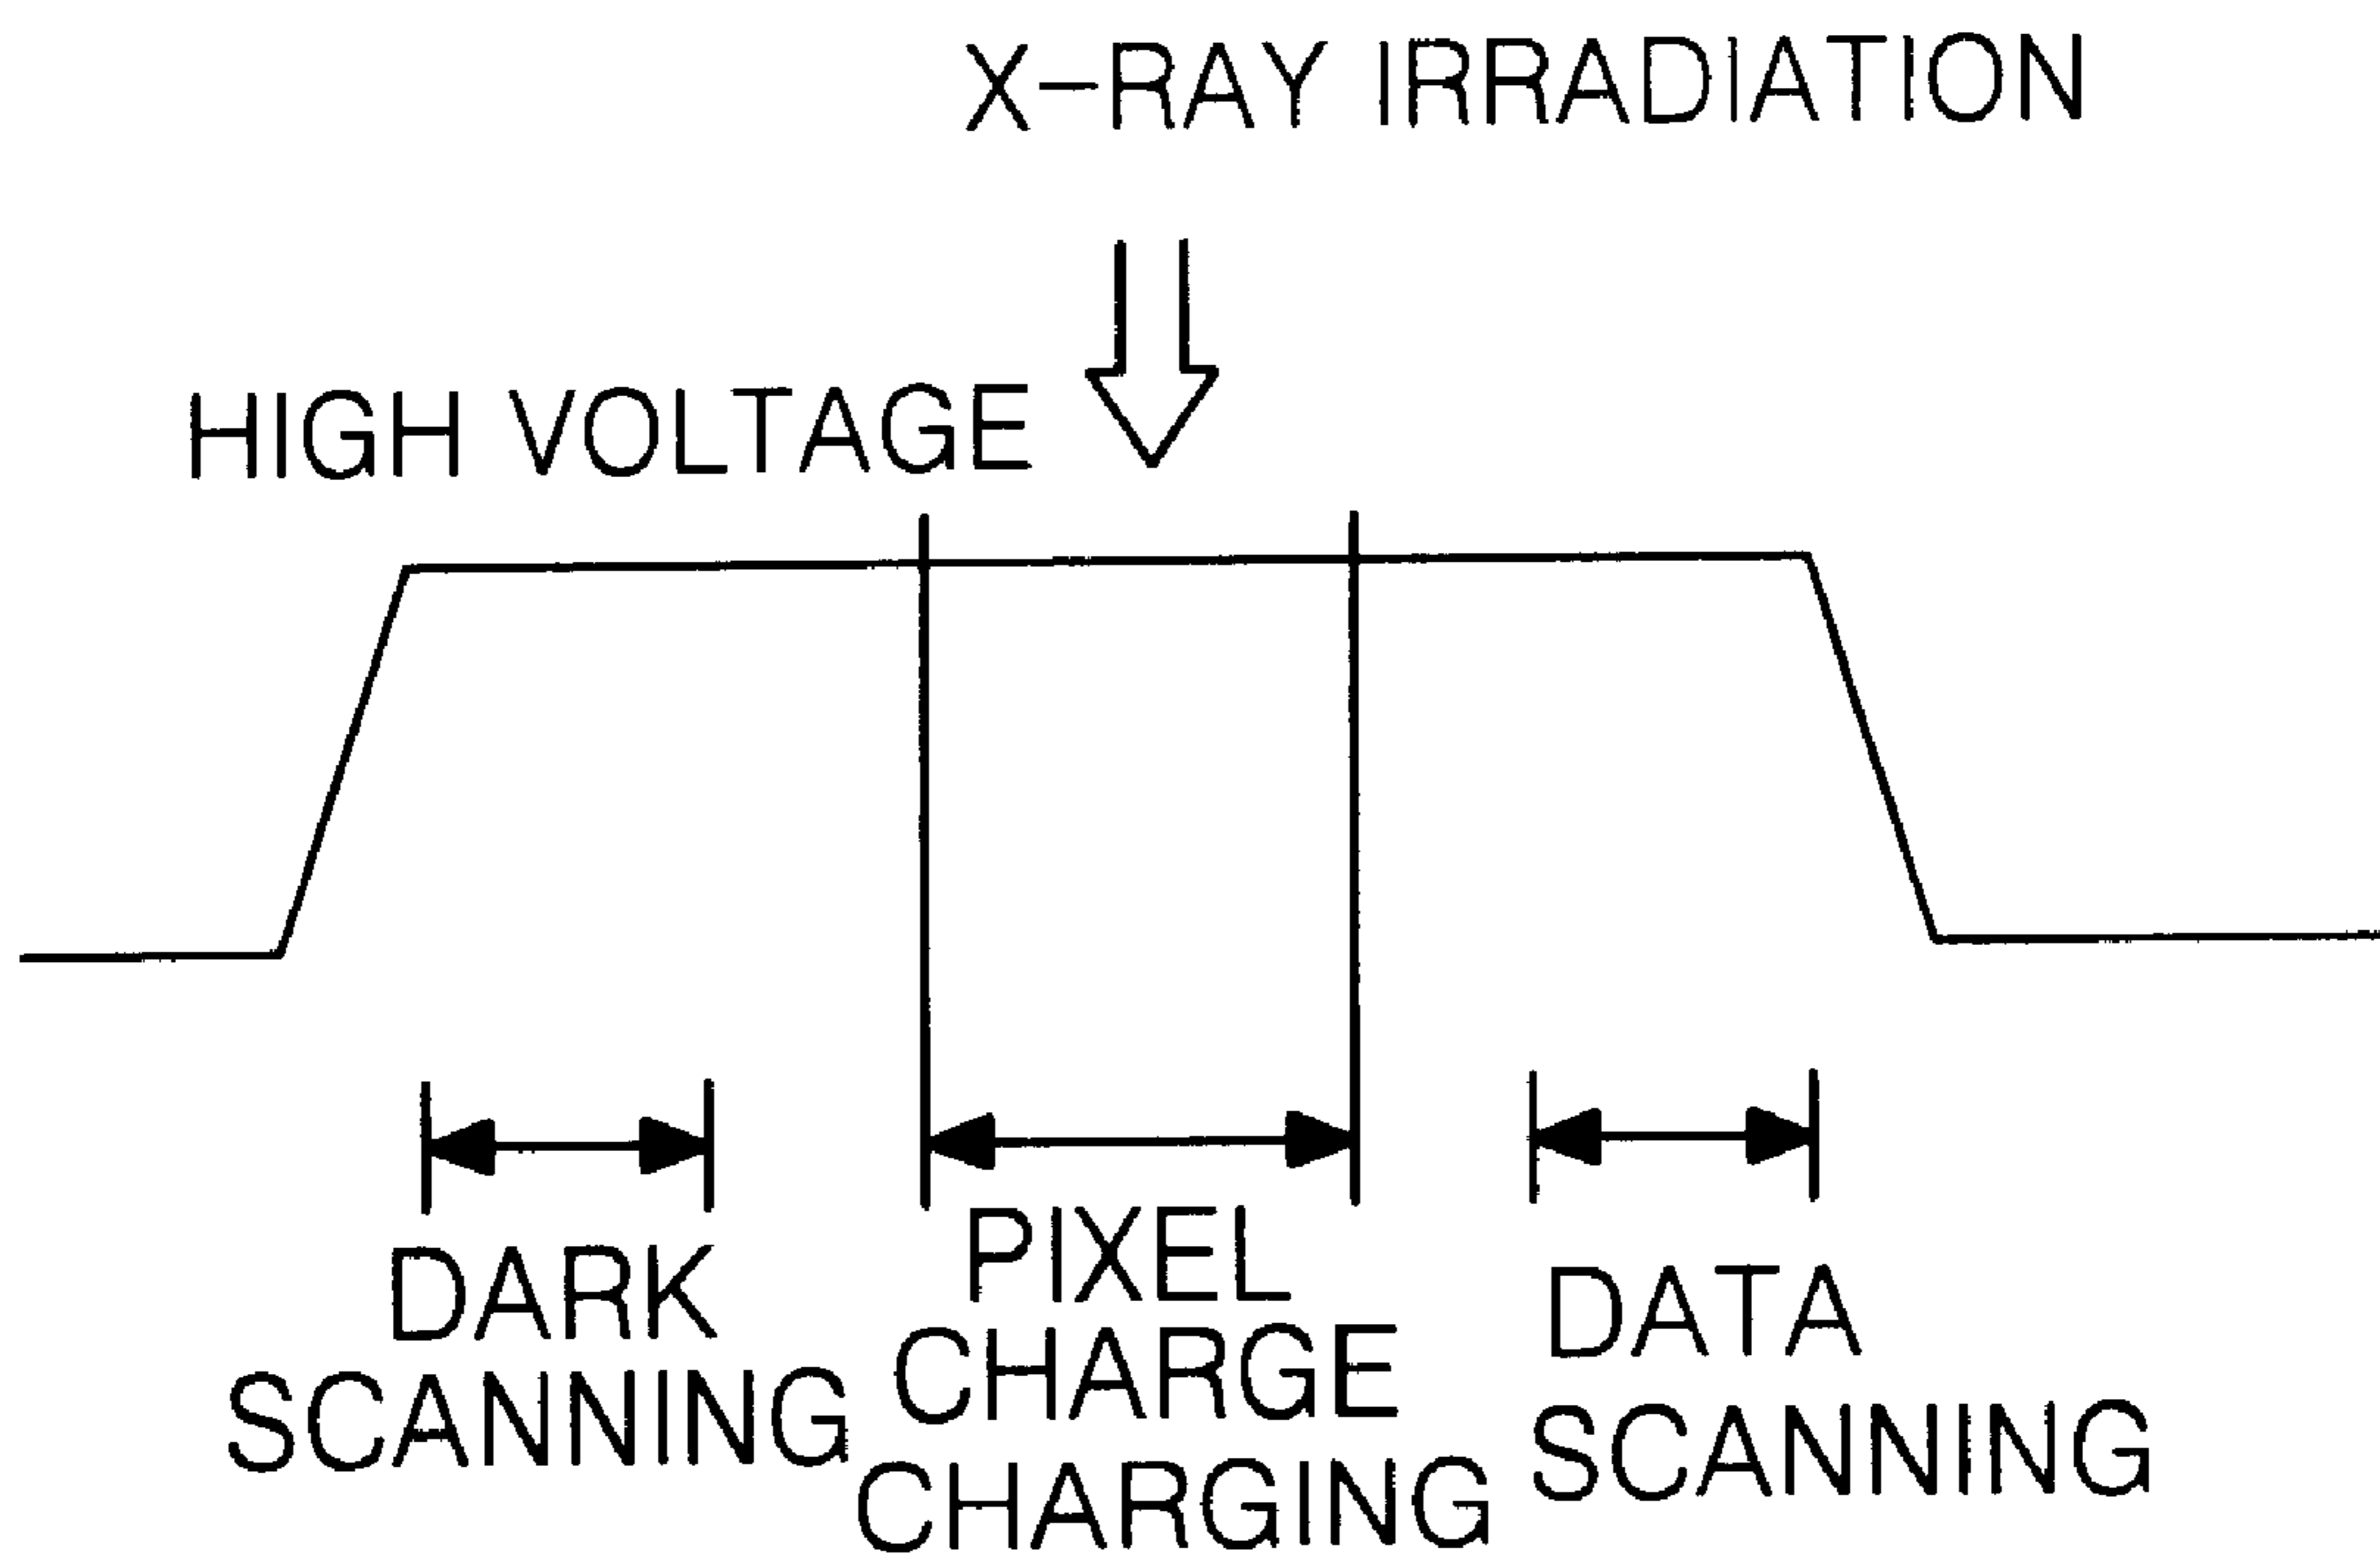 X-RAY IRRADIATION
HIGH VOLTAGE
DARK
SCANNING
PIXEL
CHARGE
CHARGING
DATA
SCANNING